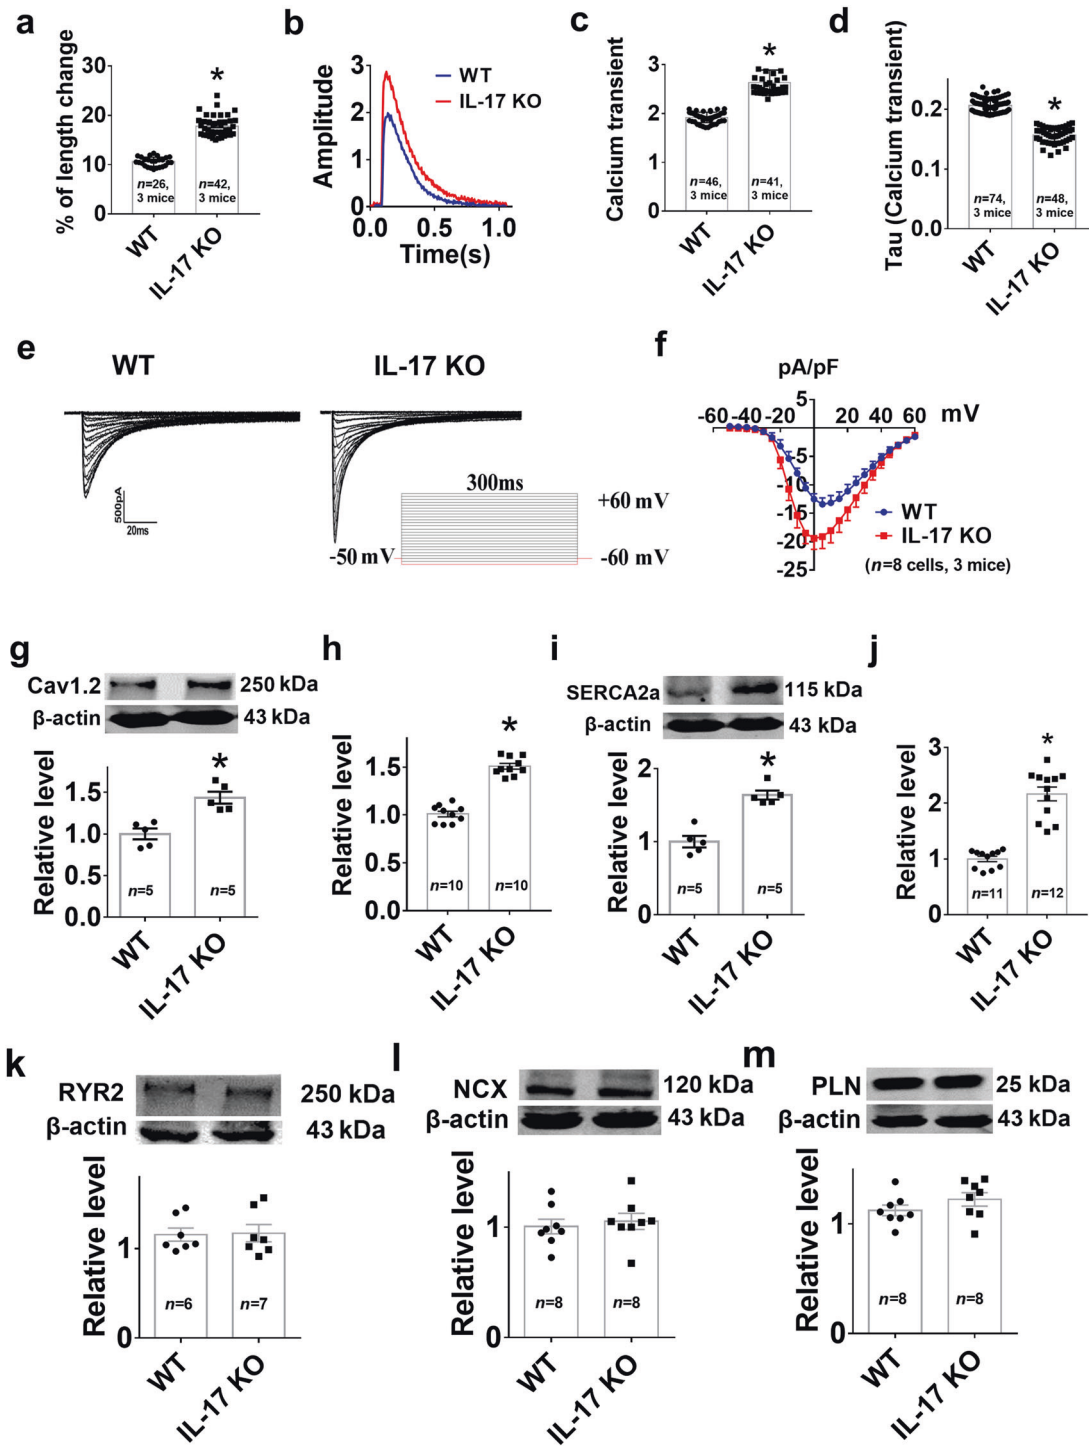 a
% of length change
30
20
10
0
*
n=26,
3 mice
n=42,
3 mice
WT
IL-17 KO
b
Amplitude
3
2
1
0
WT
IL-17 KO
0.0 0.5 1.0
Time(s)
c
Calcium transient
3
2
1
0
*
n=46,
3 mice
n=41,
3 mice
WT
IL-17 KO
d
Tau (Calcium transient)
0.2
0.1
0.0
*
n=74,
3 mice
n=48,
3 mice
WT
IL-17 KO
e
WT
IL-17 KO
500pA
20ms
300ms
+60 mV
-50 mV
-60 mV
f
pA/pF
5
-60 -40 -20 20 40 60 mV
-5
-10
-15
-20
-25
WT
IL-17 KO
(n=8 cells, 3 mice)
g
Cav1.2 250 kDa
β-actin 43 kDa
Relative level
1.5
1.0
0.5
0.0
*
n=5 n=5
WT
IL-17 KO
h
Relative level
1.5
1.0
0.5
0.0
*
n=10 n=10
WT
IL-17 KO
i
SERCA2a 115 kDa
β-actin 43 kDa
Relative level
2
1
0
*
n=5 n=5
WT
IL-17 KO
j
Relative level
3
2
1
0
*
n=11 n=12
WT
IL-17 KO
k
RYR2 250 kDa
β-actin 43 kDa
Relative level
1
0
n=6 n=7
WT
IL-17 KO
l
NCX 120 kDa
β-actin 43 kDa
Relative level
1
0
n=8 n=8
WT
IL-17 KO
m
PLN 25 kDa
β-actin 43 kDa
Relative level
1
0
n=8 n=8
WT
IL-17 KO